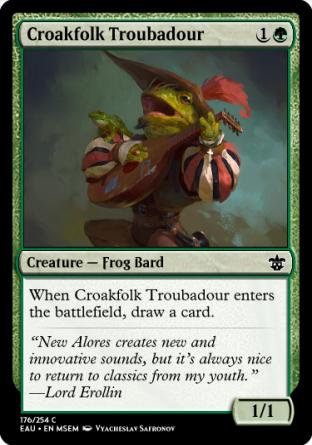 Croakfolk Troubadour 1
Creature — Frog Bard
When Croakfolk Troubadour enters
the battlefield, draw a card.
“New Alores creates new and
innovative sounds, but it’s always nice
to return to classics from my youth.”
—Lord Erollin
1/1
176/254 C
EAU • EN MSEM Vyacheslav Safronov